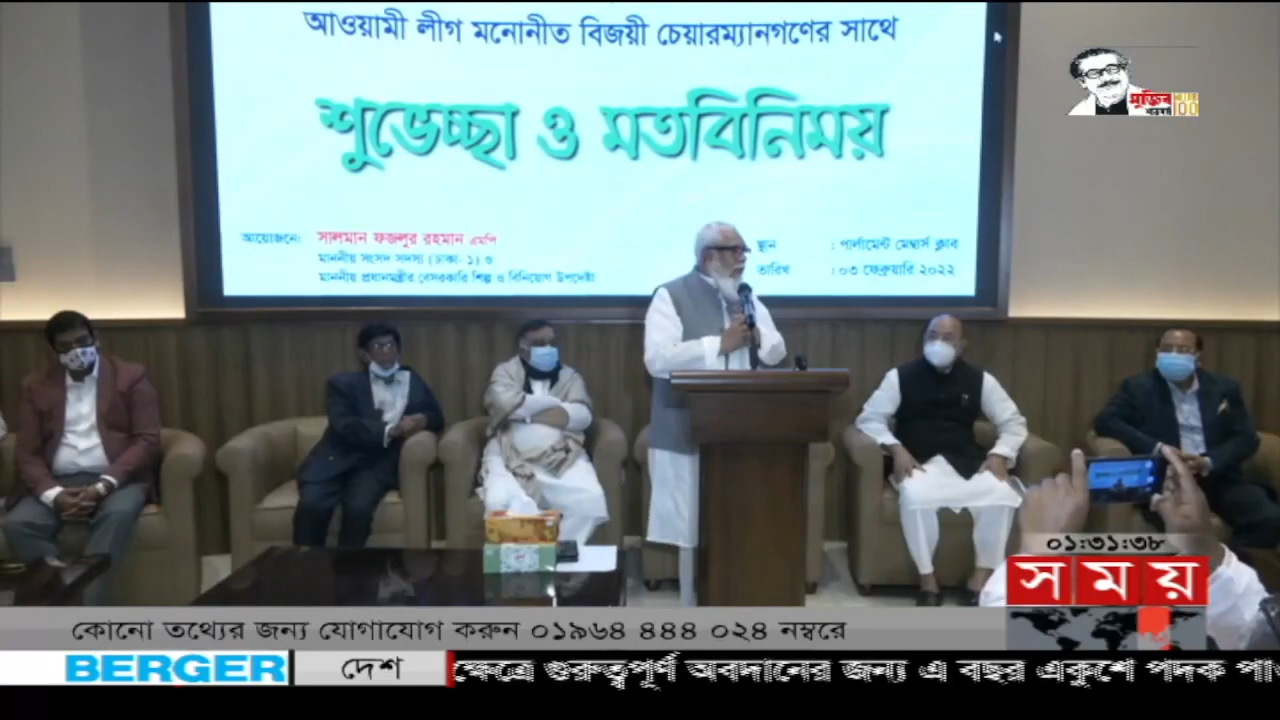 আওয়ামী লীগ মনোনীত বিজয়ী চেয়ারম্যানগণের সাথে
শুভেচ্ছা ও মতবিনিময়
আয়োজনে: সালমান ফজলুর রহমান এমপি
মাননীয় সংসদ সদস্য (ঢাকা- ১) ও
মাননীয় প্রধানমন্ত্রীর বেসরকারি শিল্প ও বিনিয়োগ উপদেষ্টা
স্থান : পার্লামেন্ট মেম্বার্স ক্লাব
তারিখ : ০৩ ফেব্রুয়ারি ২০২২
মুজিব 100
০১:৩১:৩৮
সময়
কোনো তথ্যের জন্য যোগাযোগ করুন ০১৯৬৪ ৪৪৪ ০২৪ নম্বরে
BERGER দেশ ক্ষেত্রে গুরুত্বপূর্ণ অবদানের জন্য এ বছর একুশে পদক